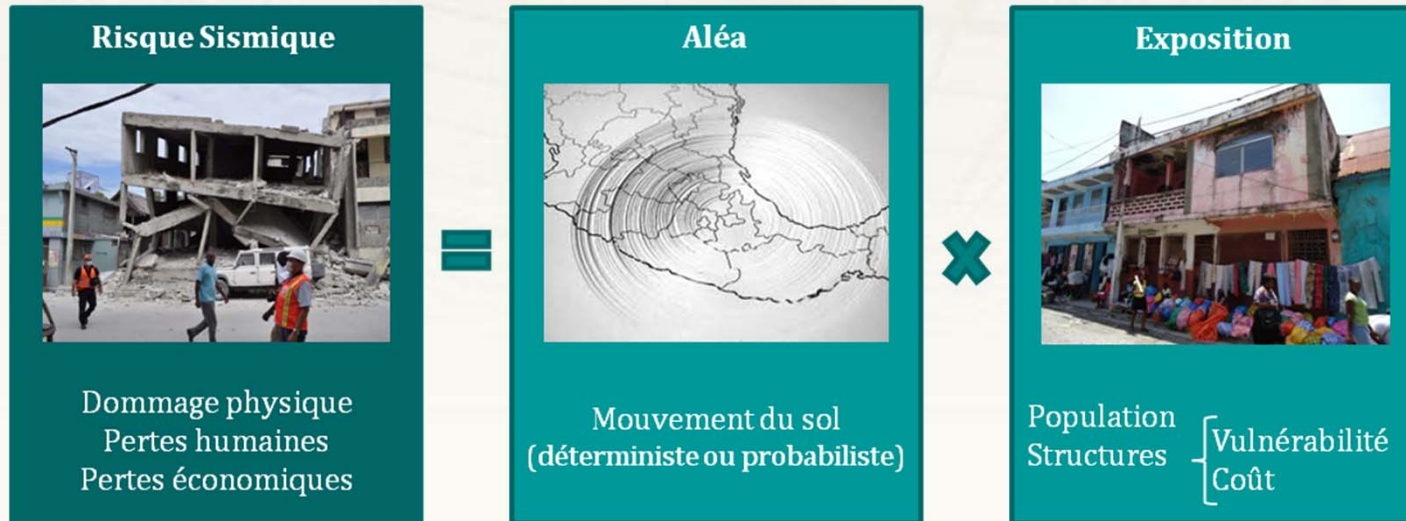 Risque Sismique
Dommage physique
Pertes humaines
Pertes économiques
Aléa
Mouvement du sol
(déterministe ou probabiliste)
Exposition
Population
Structures
Vulnérabilité
Coût